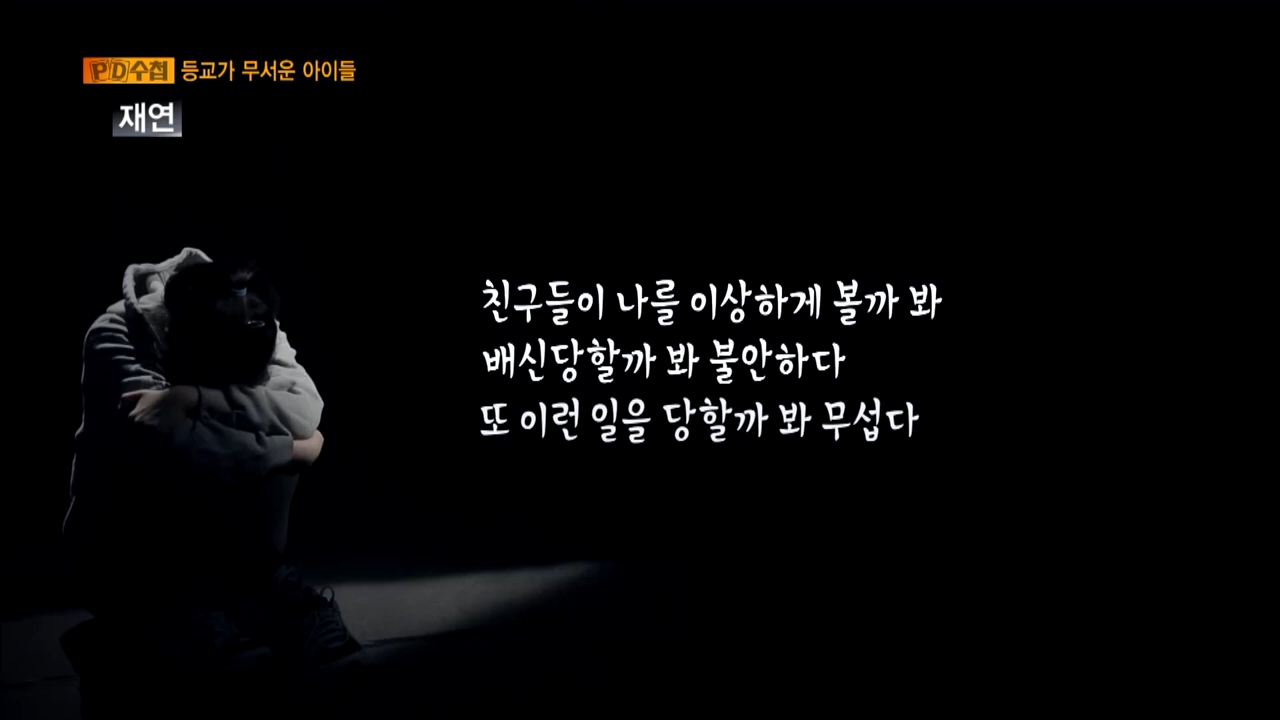 PD수첩 등교가 무서운 아이들
재연
친구들이 나를 이상하게 볼까 봐
배신당할까 봐 불안하다
또 이런 일을 당할까 봐 무섭다